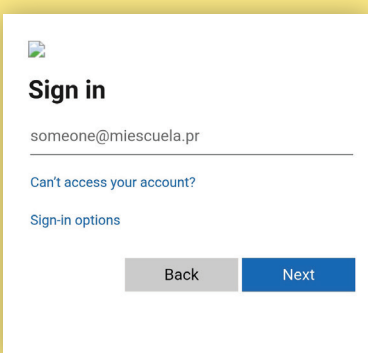 Sign in
someone@miescuela.pr
Can't access your account?
Sign-in options
Back Next